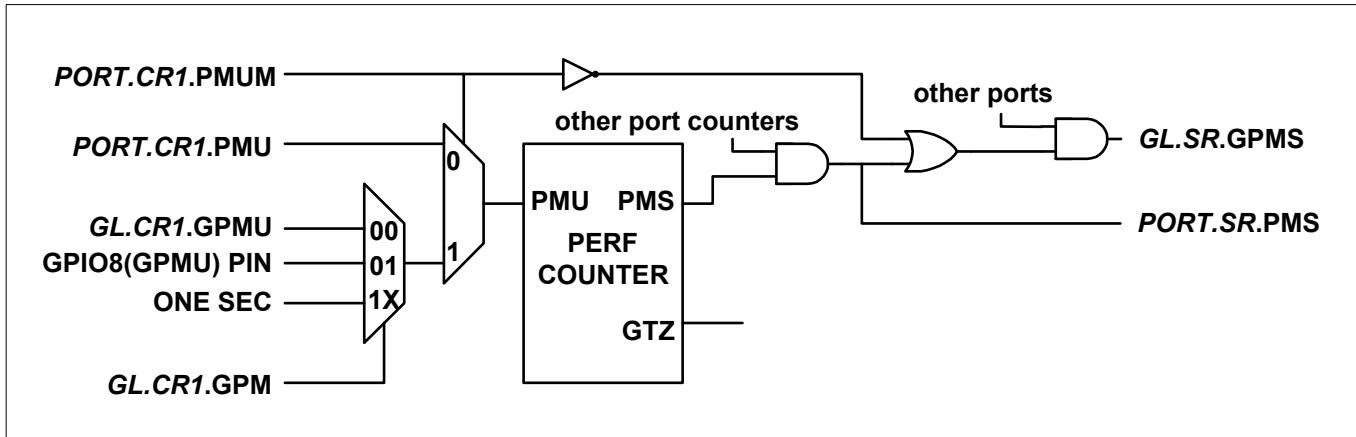 PORT.CR1.PMUM
other ports
other port counters
PORT.CR1.PMU
0
GL.SR.GPMS
PMU
PMS
PORT.SR.PMS
GL.CR1.GPMU
00
PERF
GPIO8(GPMU) PIN
01
1
COUNTER
ONE SEC
1X
GTZ
GL.CR1.GPM